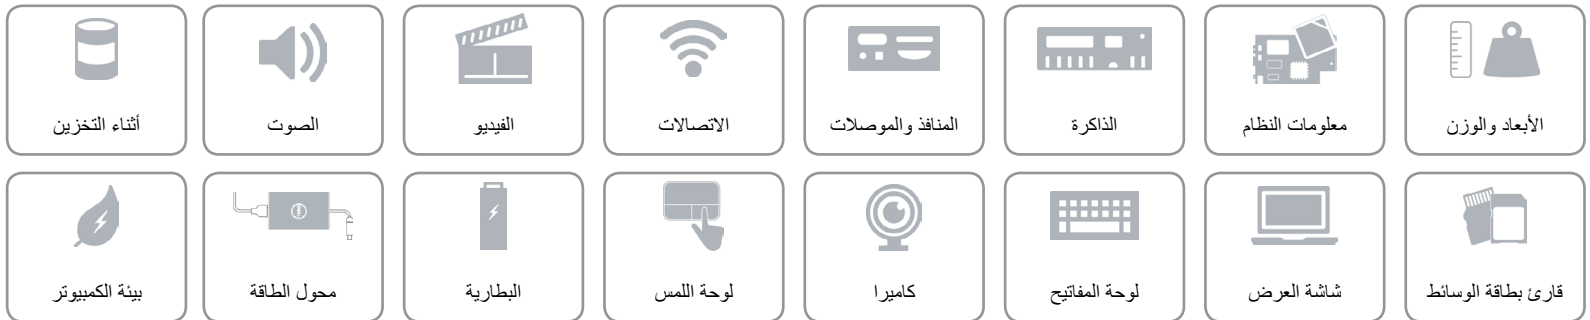 الأبعاد والوزن
معلومات النظام
الذاكرة
المنافذ والموصلات
الاتصالات
الفيديو
الصوت
أثناء التخزين
قارئ بطاقة الوسائط
شاشة العرض
لوحة المفاتيح
كاميرا
لوحة اللمس
البطارية
محول الطاقة
بيئة الكمبيوتر